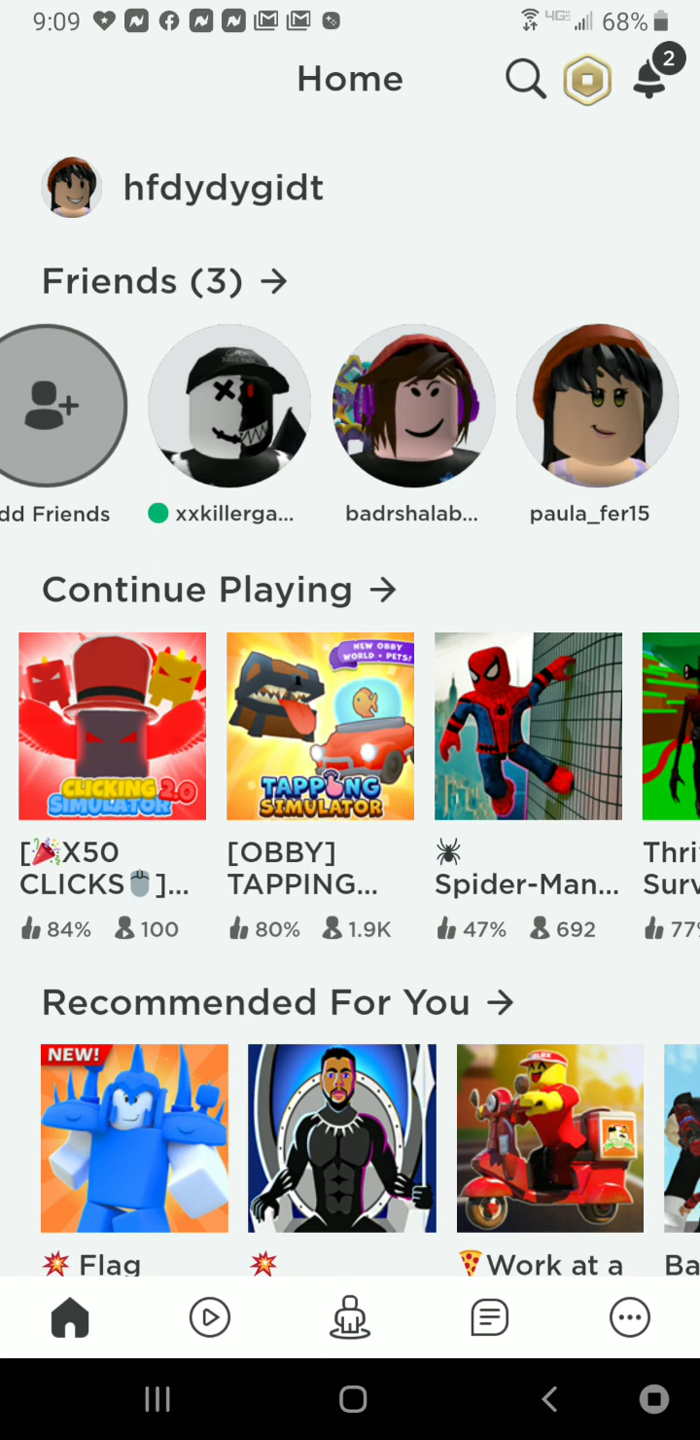 9:09
4GE 68%
Home
2
hfdydygidt
Friends (3) →
dd Friends
xxkillerga...
badrshalab...
paula_fer15
Continue Playing →
CLICKING 2.0
SIMULATOR
NEW OBBY
WORLD + PETS!
TAPPING
SIMULATOR
[🎉X50
CLICKS🖱️]...
84% 100
[OBBY]
TAPPING...
80% 1.9K
🕷️
Spider-Man...
47% 692
Thri
Surv
77%
Recommended For You →
NEW!
💥 Flag
💥
🍕Work at a
Ba